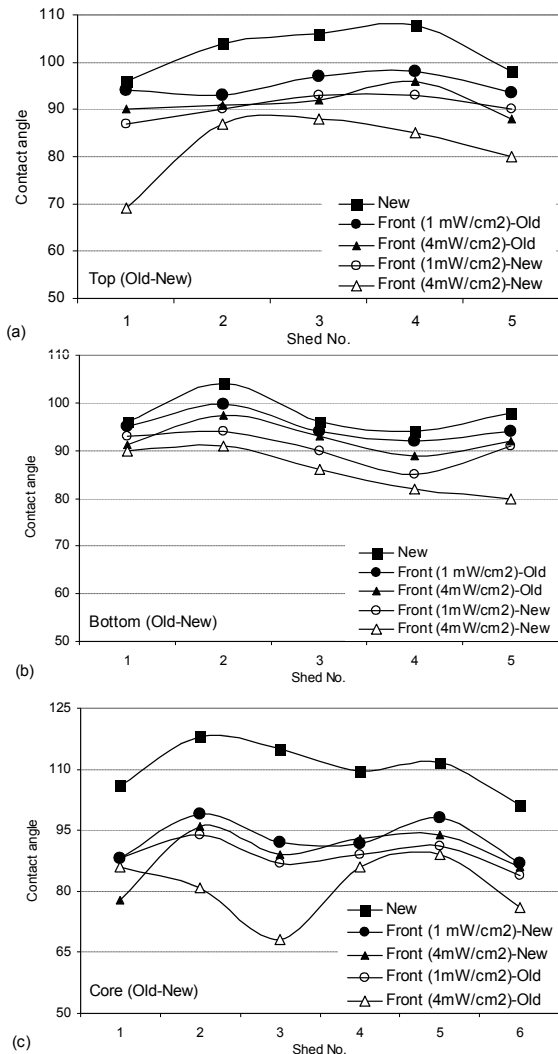 110
100
90
80
70
60
50
Contact angle
New
Front (1 mW/cm2)-Old
Front (4mW/cm2)-Old
Front (1mW/cm2)-New
Front (4mW/cm2)-New
Top (Old-New)
1 2 3 4 5
Shed No.
(a)
110
100
90
80
70
60
50
Contact angle
New
Front (1 mW/cm2)-Old
Front (4mW/cm2)-Old
Front (1mW/cm2)-New
Front (4mW/cm2)-New
Bottom (Old-New)
1 2 3 4 5
Shed No.
(b)
125
110
95
80
65
50
Contact angle
New
Front (1 mW/cm2)-New
Front (4mW/cm2)-New
Front (1mW/cm2)-Old
Front (4mW/cm2)-Old
Core (Old-New)
1 2 3 4 5 6
Shed No.
(c)